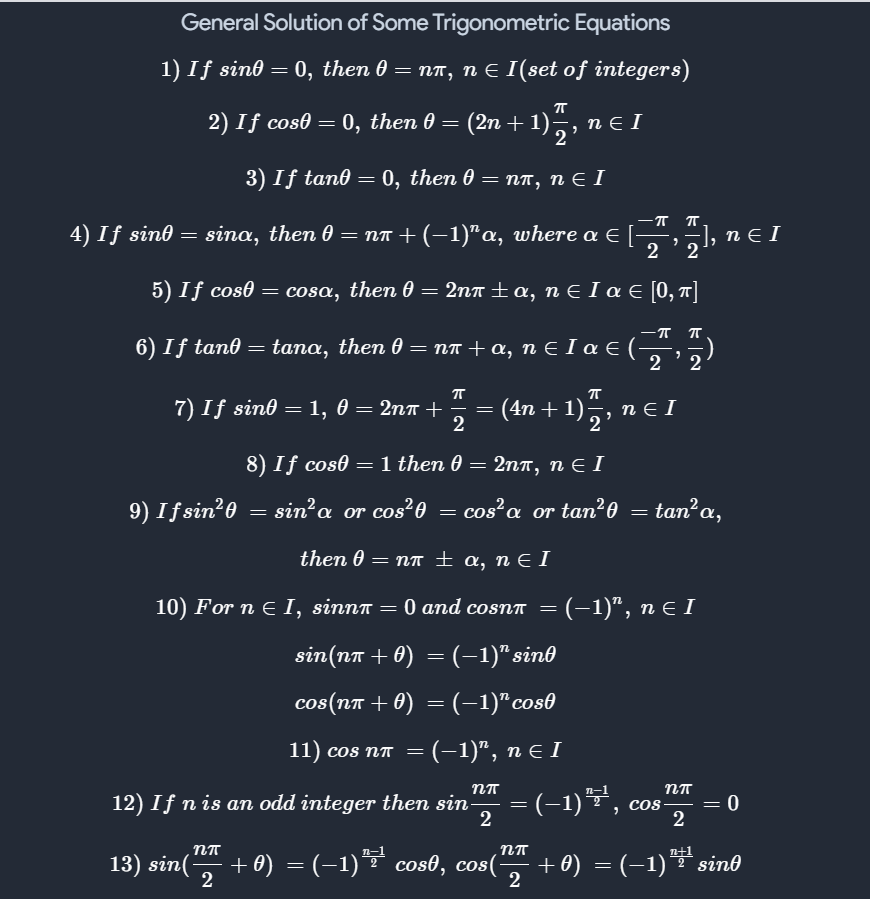 General Solution of Some Trigonometric Equations
1) If sinθ = 0, then θ = nπ, n ∈ I(set of integers)
2) If cosθ = 0, then θ = (2n + 1)π/2, n ∈ I
3) If tanθ = 0, then θ = nπ, n ∈ I
4) If sinθ = sinα, then θ = nπ + (−1)ⁿα, where α ∈ [−π/2, π/2], n ∈ I
5) If cosθ = cosα, then θ = 2nπ ± α, n ∈ I α ∈ [0, π]
6) If tanθ = tanα, then θ = nπ + α, n ∈ I α ∈ (−π/2, π/2)
7) If sinθ = 1, θ = 2nπ + π/2 = (4n + 1)π/2, n ∈ I
8) If cosθ = 1 then θ = 2nπ, n ∈ I
9) Ifsin²θ = sin²α or cos²θ = cos²α or tan²θ = tan²α,
then θ = nπ ± α, n ∈ I
10) For n ∈ I, sinnπ = 0 and cosnπ = (−1)ⁿ, n ∈ I
sin(nπ + θ) = (−1)ⁿsinθ
cos(nπ + θ) = (−1)ⁿcosθ
11) cos nπ = (−1)ⁿ, n ∈ I
12) If n is an odd integer then sin nπ/2 = (−1)^((n−1)/2), cos nπ/2 = 0
13) sin(nπ/2 + θ) = (−1)^((n−1)/2) cosθ, cos(nπ/2 + θ) = (−1)^((n+1)/2) sinθ